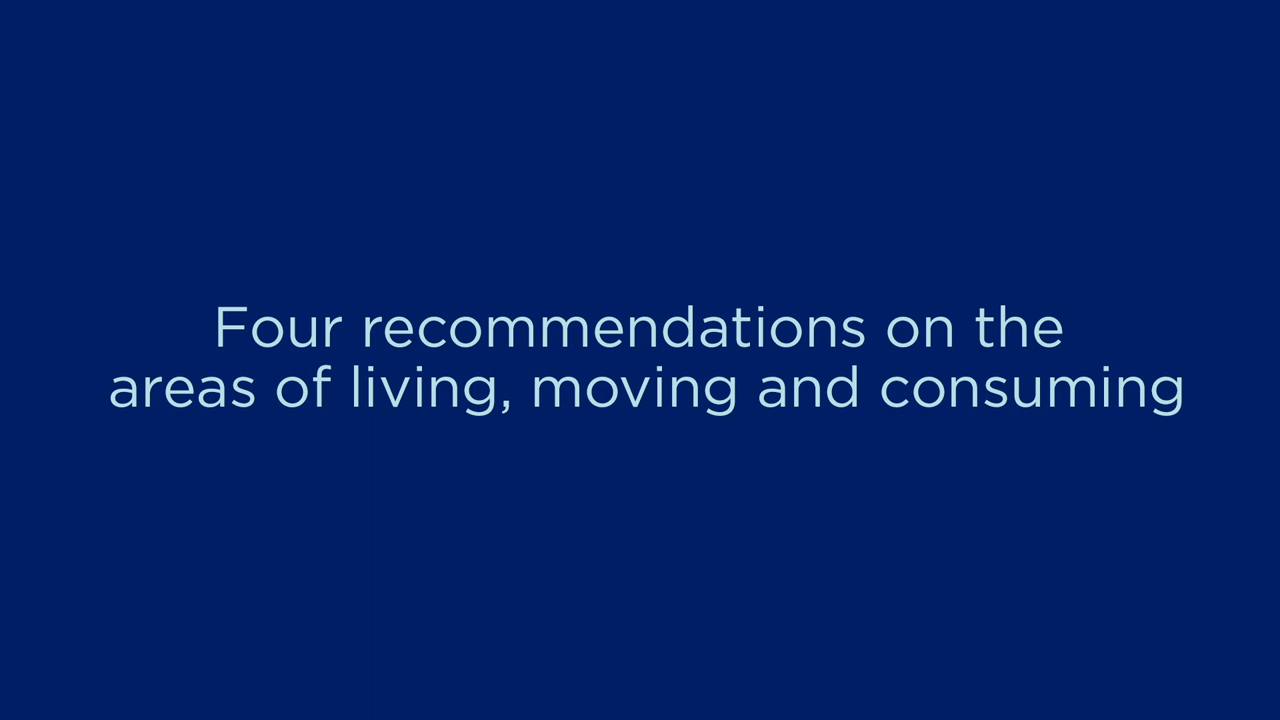 Four recommendations on the
areas of living, moving and consuming